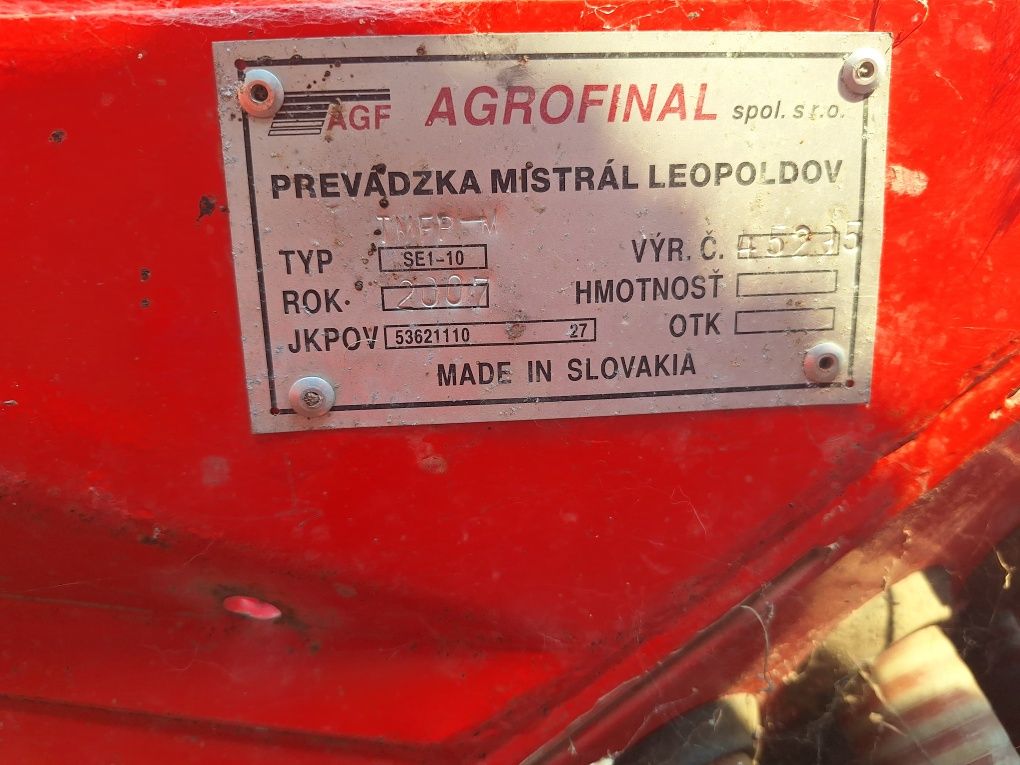 AGF AGROFINAL spol. s r.o.
PREVÁDZKA MISTRÁL LEOPOLDOV
TYP SE1-10 VÝR. Č.
ROK 2007 HMOTNOSŤ
JKPOV 53621110 27 OTK
MADE IN SLOVAKIA